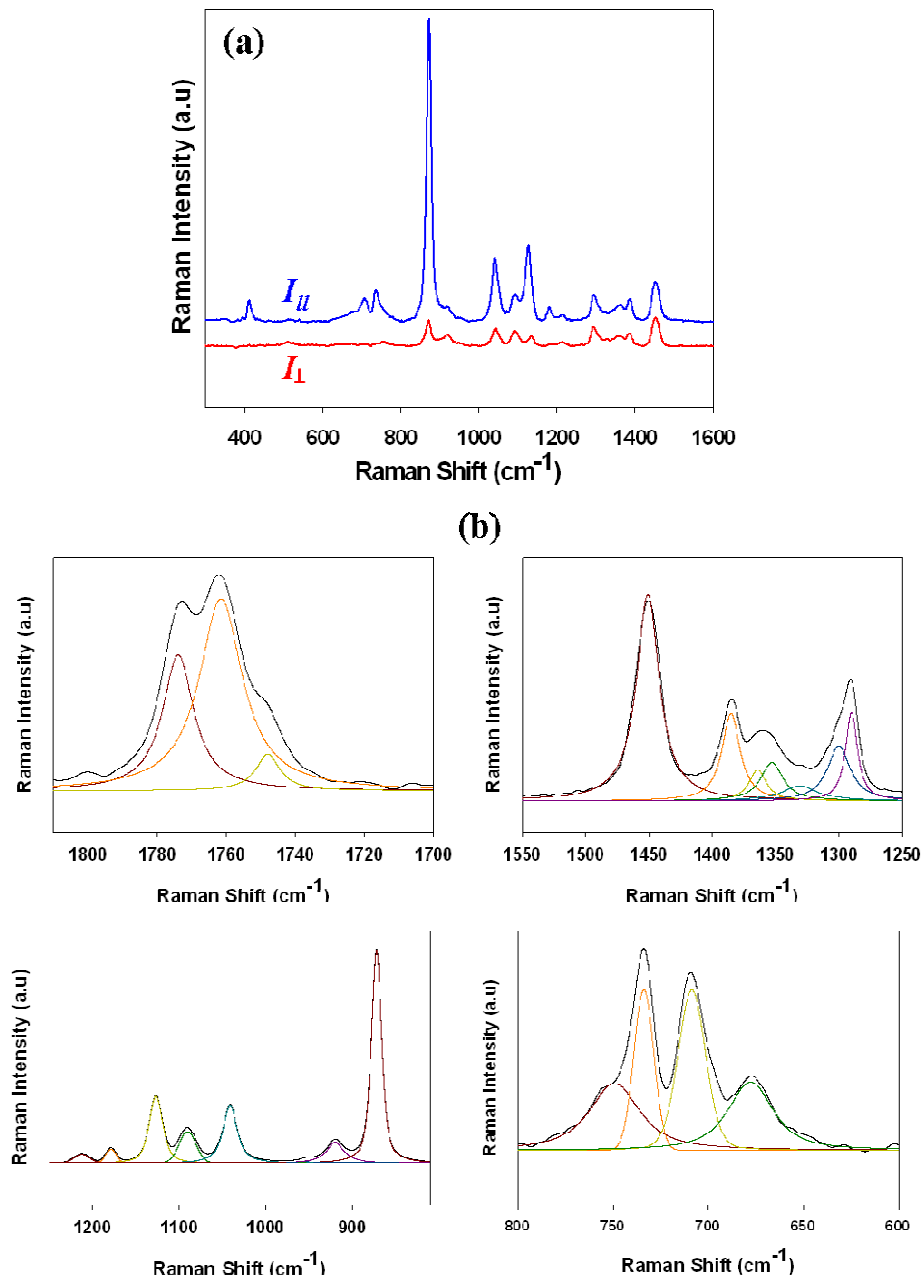 (a)
Raman Intensity (a.u)
I_{ll}
I_⊥
400 600 800 1000 1200 1400 1600
Raman Shift (cm⁻¹)
(b)
Raman Intensity (a.u)
1800 1780 1760 1740 1720 1700
Raman Shift (cm⁻¹)
Raman Intensity (a.u)
1550 1500 1450 1400 1350 1300 1250
Raman Shift (cm⁻¹)
Raman Intensity (a.u)
1200 1100 1000 900
Raman Shift (cm⁻¹)
Raman Intensity (a.u)
800 750 700 650 600
Raman Shift (cm⁻¹)